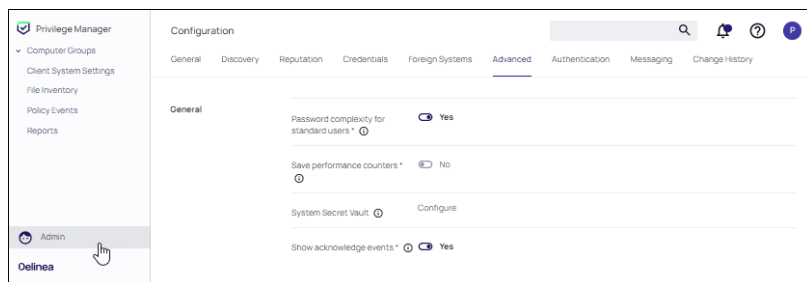 Privilege Manager
Computer Groups
Client System Settings
File Inventory
Policy Events
Reports
Admin
Delinea
Configuration
P
General Discovery Reputation Credentials Foreign Systems Advanced Authentication Messaging Change History
General
Password complexity for
standard users *
Yes
Save performance counters *
No
System Secret Vault
Configure
Show acknowledge events *
Yes